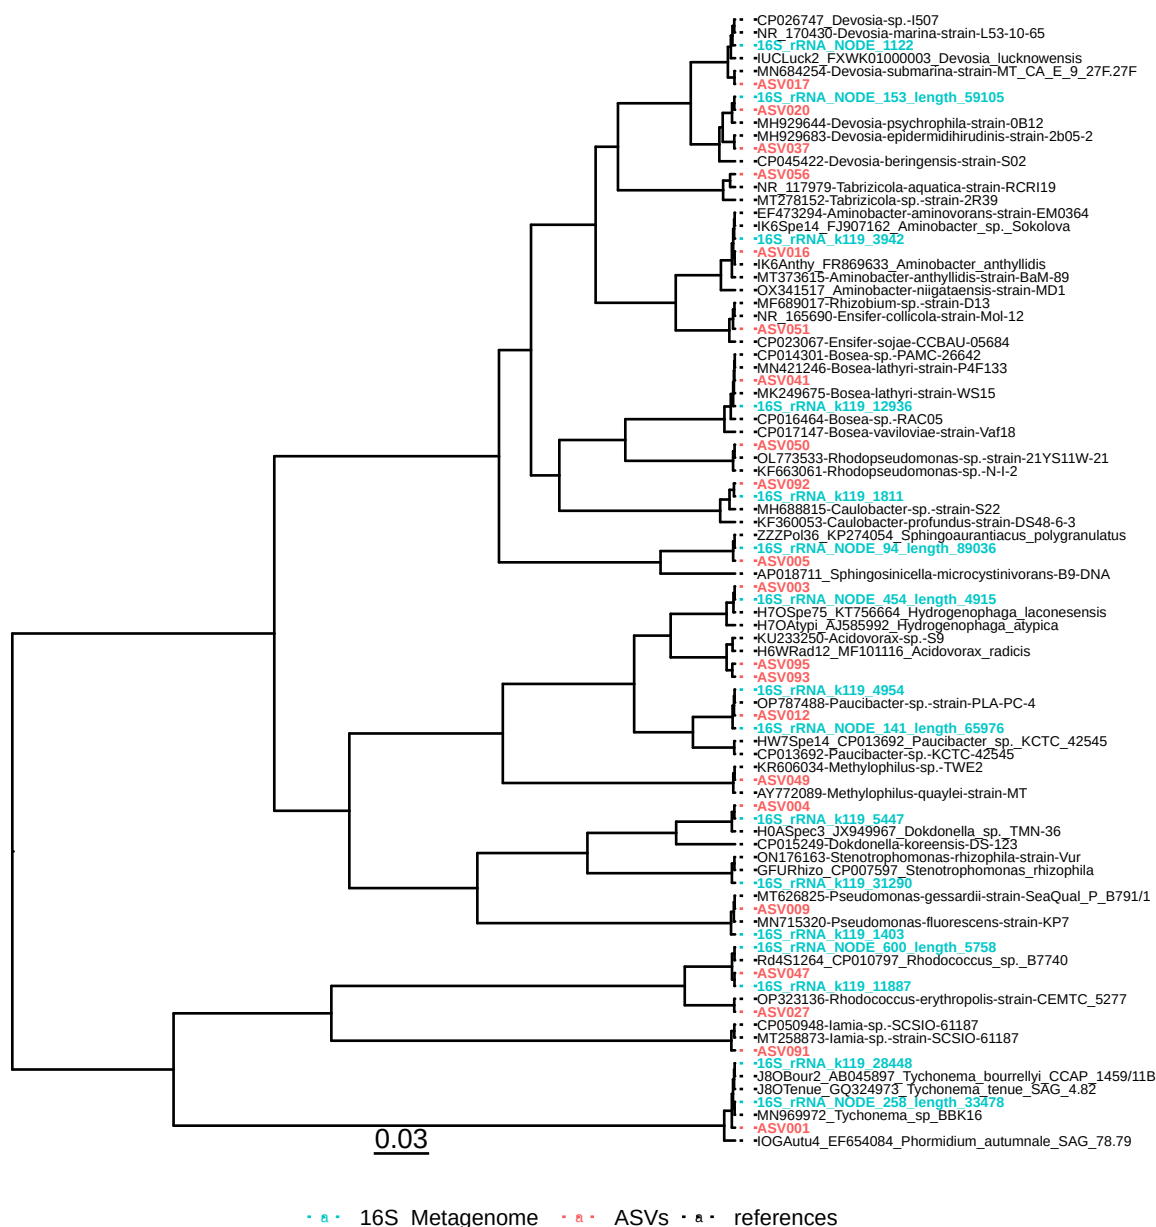 CP026747_Devosia-sp.-I507
NR_170430-Devosia-marina-strain-L53-10-65
16S_rRNA_NODE_1122
IUCLuck2_FXWK01000003_Devosia_lucknowensis
MN684254-Devosia-submarina-strain-MT_CA_E_9_27F.27F
ASV017
16S_rRNA_NODE_153_length_59105
ASV020
MH929644-Devosia-psychrophila-strain-0B12
MH929683-Devosia-epidermidihirudinis-strain-2b05-2
ASV037
CP045422-Devosia-beringensis-strain-S02
ASV056
NR_117979-Tabrizicola-aquatica-strain-RCRI19
MT278152-Tabrizicola-sp.-strain-2R39
EF473294-Aminobacter-aminovorans-strain-EM0364
IK6Spe14_FJ907162_Aminobacter_sp._Sokolova
16S_rRNA_k119_3942
ASV016
IK6Anthy_FR869633_Aminobacter_anthyllidis
MT373615-Aminobacter-anthyllidis-strain-BaM-89
OX341517_Aminobacter-niigataensis-strain-MD1
MF689017-Rhizobium-sp.-strain-D13
NR_165690-Ensifer-collicola-strain-Mol-12
ASV051
CP023067-Ensifer-sojae-CCBAU-05684
CP014301-Bosea-sp.-PAMC-26642
MN421246-Bosea-lathyri-strain-P4F133
ASV041
MK249675-Bosea-lathyri-strain-WS15
16S_rRNA_k119_12936
CP016464-Bosea-sp.-RAC05
CP017147-Bosea-vaviloviae-strain-Vaf18
ASV050
OL773533-Rhodopseudomonas-sp.-strain-21YS11W-21
KF663061-Rhodopseudomonas-sp.-N-I-2
ASV092
16S_rRNA_k119_1811
MH688815-Caulobacter-sp.-strain-S22
KF360053-Caulobacter-profundus-strain-DS48-6-3
ZZZPol36_KP274054_Sphingoaurantiacus_polygranulatus
16S_rRNA_NODE_94_length_89036
ASV005
AP018711_Sphingosinicella-microcystinivorans-B9-DNA
ASV003
16S_rRNA_NODE_454_length_4915
H7OSpe75_KT756664_Hydrogenophaga_laconesensis
H7OAtypi_AJ585992_Hydrogenophaga_atypica
KU233250-Acidovorax-sp.-S9
H6WRad12_MF101116_Acidovorax_radicis
ASV095
ASV093
16S_rRNA_k119_4954
OP787488-Paucibacter-sp.-strain-PLA-PC-4
ASV012
16S_rRNA_NODE_141_length_65976
HW7Spe14_CP013692_Paucibacter_sp._KCTC_42545
CP013692-Paucibacter-sp.-KCTC-42545
KR606034-Methylophilus-sp.-TWE2
ASV049
AY772089-Methylophilus-quaylei-strain-MT
ASV004
16S_rRNA_k119_5447
H0ASpec3_JX949967_Dokdonella_sp._TMN-36
CP015249-Dokdonella-koreensis-DS-123
ON176163-Stenotrophomonas-rhizophila-strain-Vur
GFURhizo_CP007597_Stenotrophomonas_rhizophila
16S_rRNA_k119_31290
MT626825-Pseudomonas-gessardii-strain-SeaQual_P_B791/1
ASV009
MN715320-Pseudomonas-fluorescens-strain-KP7
16S_rRNA_k119_1403
16S_rRNA_NODE_600_length_5758
Rd4S1264_CP010797_Rhodococcus_sp._B7740
ASV047
16S_rRNA_k119_11887
OP323136-Rhodococcus-erythropolis-strain-CEMTC_5277
ASV027
CP050948-Iamia-sp.-SCSIO-61187
MT258873-Iamia-sp.-strain-SCSIO-61187
ASV091
16S_rRNA_k119_28448
J8OBour2_AB045897_Tychonema_bourrellyi_CCAP_1459/11B
J8OTenue_GQ324973_Tychonema_tenue_SAG_4.82
16S_rRNA_NODE_258_length_33478
MN969972_Tychonema_sp_BBK16
ASV001
IOGAutu4_EF654084_Phormidium_autumnale_SAG_78.79
0.03
a 16S_Metagenome a ASVs a references